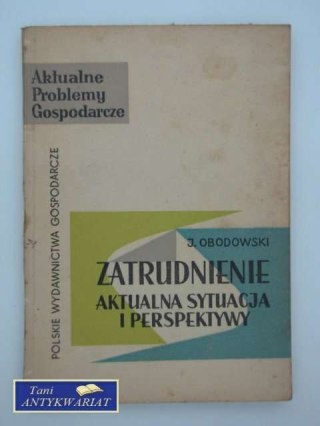 Aktualne
Problemy
Gospodarcze
POLSKIE WYDAWNICTWA GOSPODARCZE
J. OBODOWSKI
ZATRUDNIENIE
AKTUALNA SYTUACJA
I PERSPEKTYWY
Tani
ANTYKWARIAT